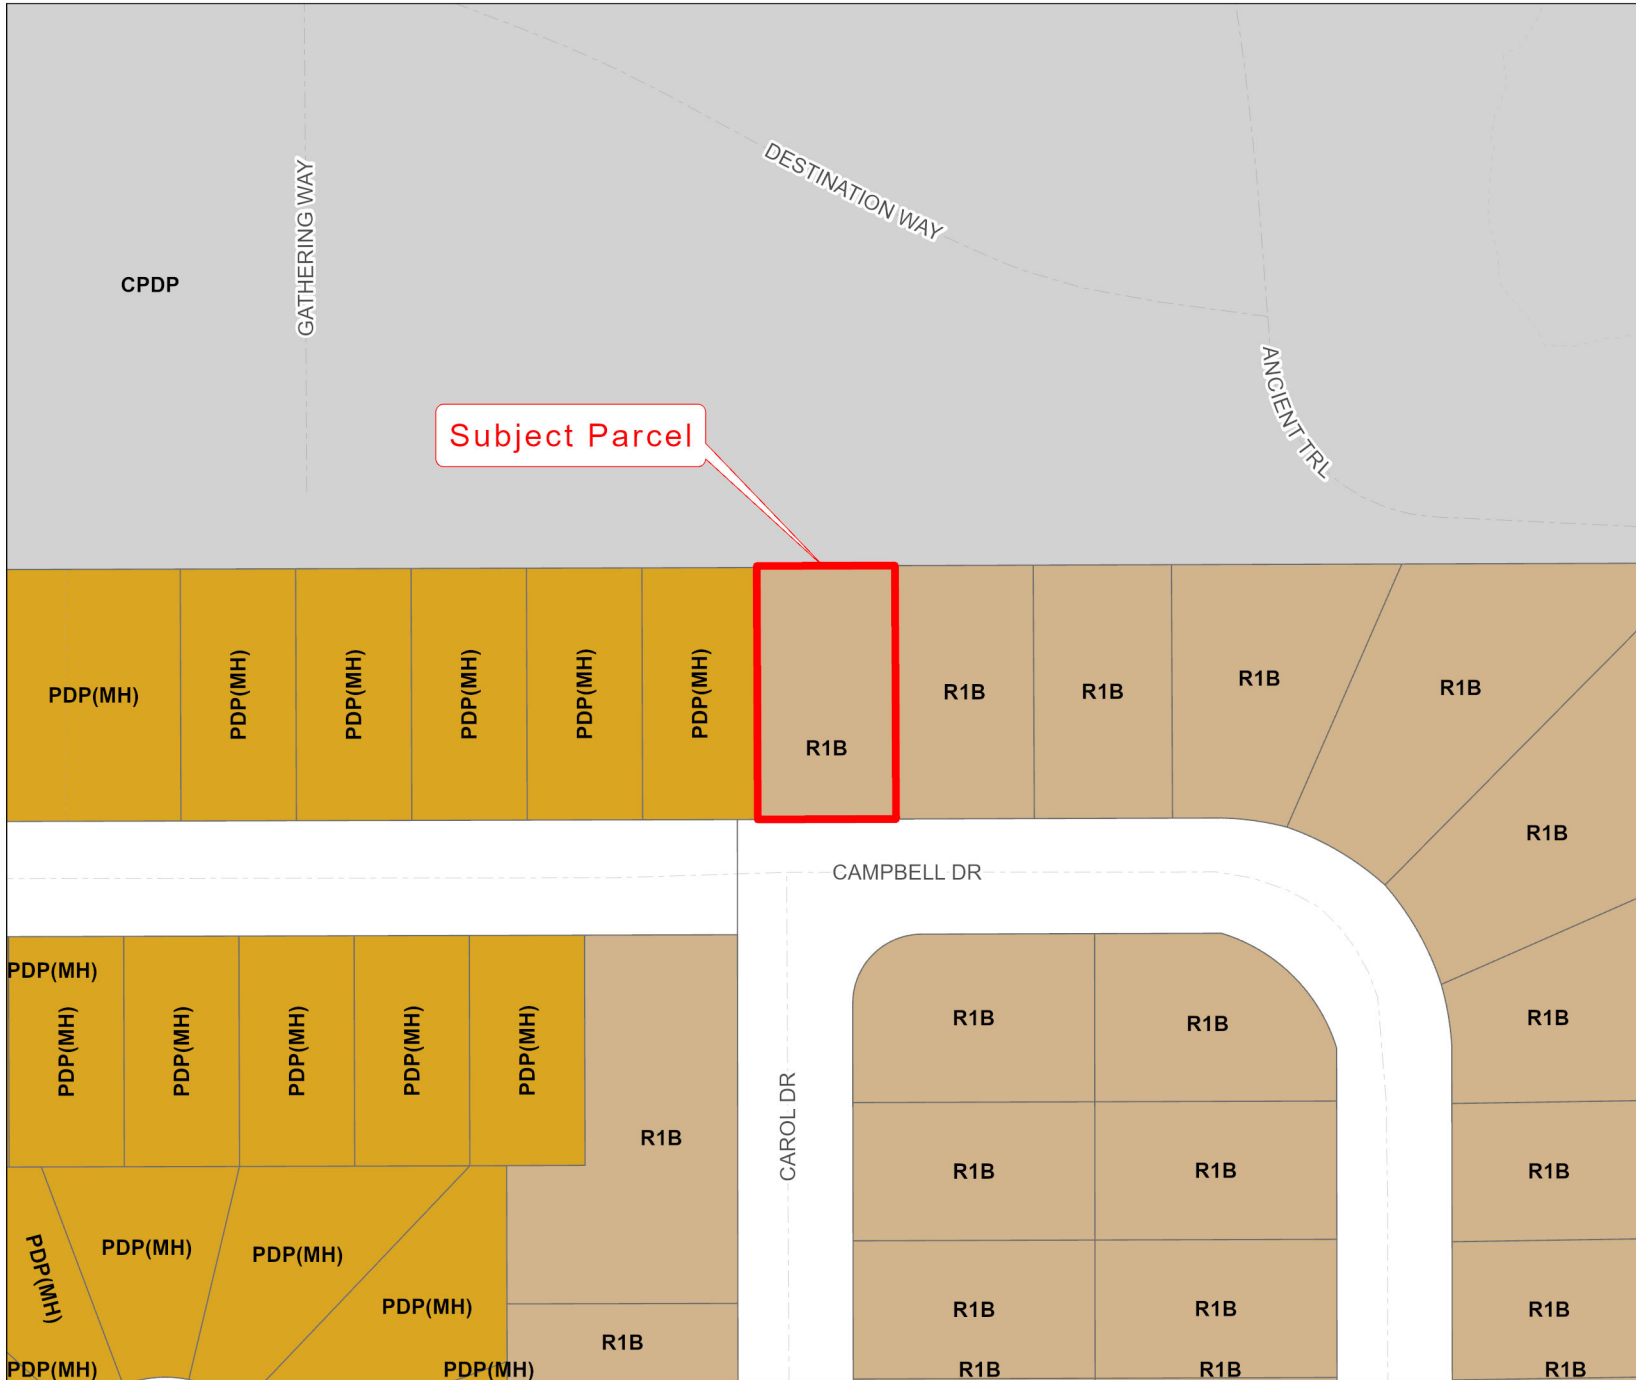 DESTINATION WAY
GATHERING WAY
CPDP
ANCIENT TRL
Subject Parcel
PDP(MH)
PDP(MH)
PDP(MH)
PDP(MH)
PDP(MH)
PDP(MH)
R1B
R1B
R1B
R1B
R1B
R1B
CAMPBELL DR
PDP(MH)
PDP(MH)
PDP(MH)
PDP(MH)
PDP(MH)
PDP(MH)
R1B
CAROL DR
R1B
R1B
R1B
R1B
R1B
R1B
PDP(MH)
PDP(MH)
PDP(MH)
PDP(MH)
R1B
R1B
R1B
R1B
PDP(MH)
PDP(MH)
R1B
R1B
R1B